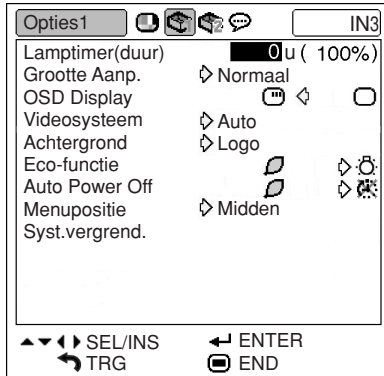 Opties1 IN3
Lamptimer(duur) 0 u ( 100%)
Grootte Aanp. Normaal
OSD Display
Videosysteem Auto
Achtergrond Logo
Eco-functie
Auto Power Off
Menupositie Midden
Syst.vergrend.
SEL/INS ENTER
TRG END